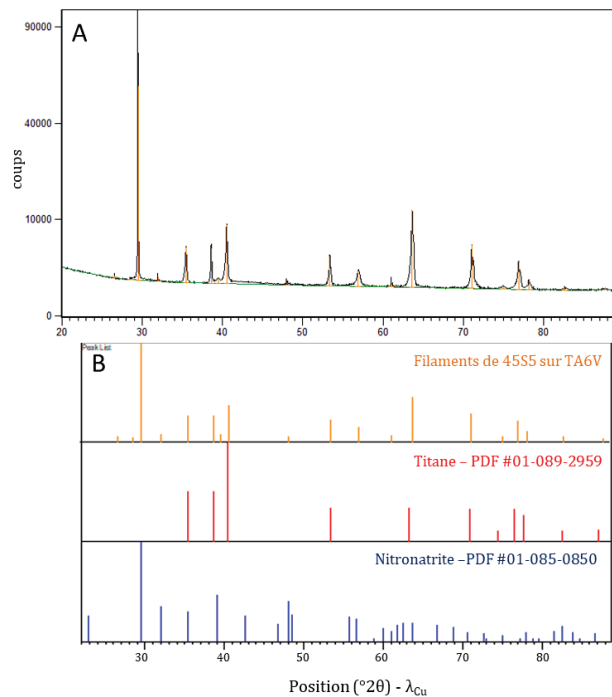 90000
A
40000
coups
10000
0
20 30 40 50 60 70 80
Peak List
B
Filaments de 45S5 sur TA6V
Titane – PDF #01-089-2959
Nitronatrite –PDF #01-085-0850
30 40 50 60 70 80
Position (°2θ) - λCu